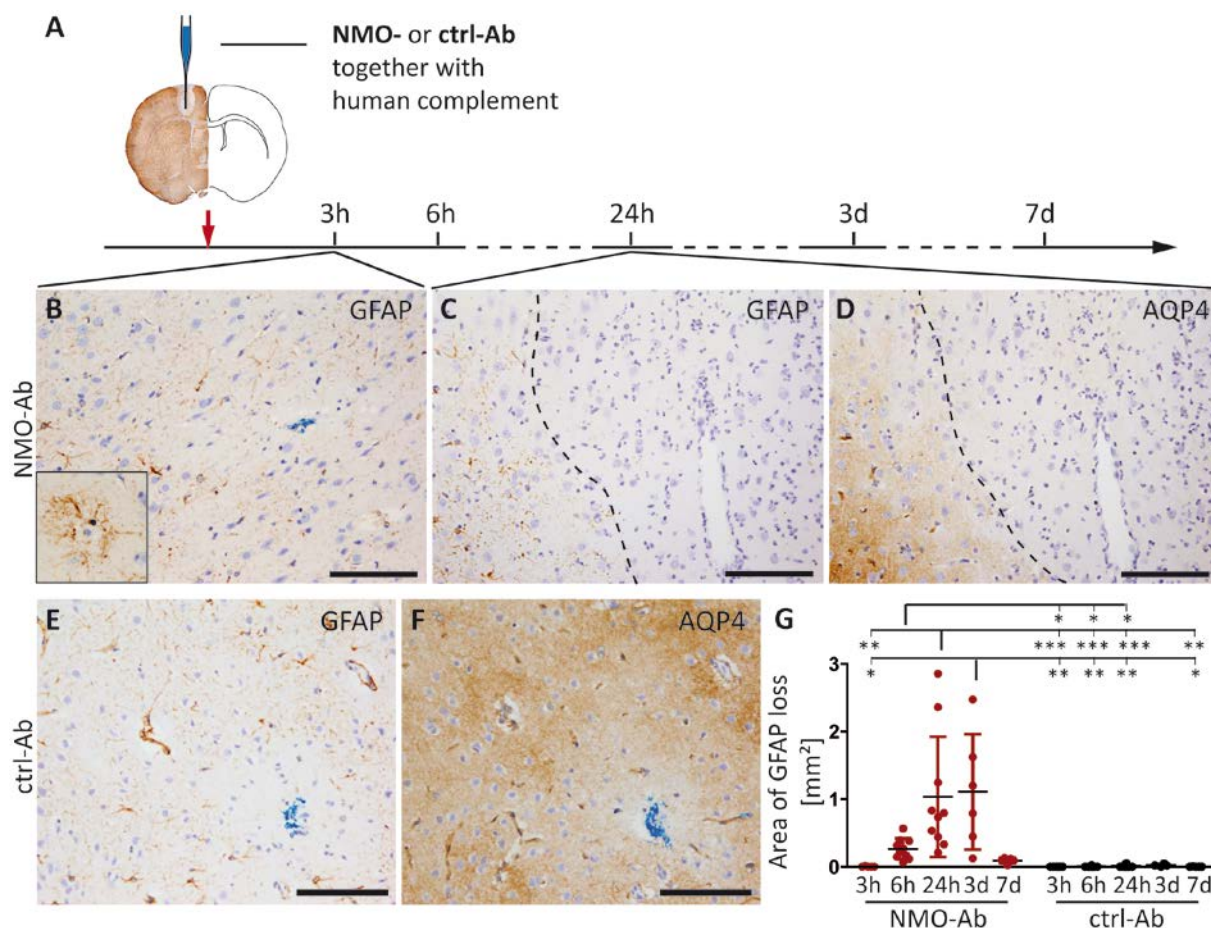 A
NMO- or ctrl-Ab
together with
human complement
3h 6h 24h 3d 7d
B GFAP C GFAP D AQP4
NMO-Ab
E GFAP F AQP4 G
ctrl-Ab
* * *
** *** *** *** **
* ** ** ** *
Area of GFAP loss
[mm²]
3
2
1
0
3h 6h 24h 3d 7d 3h 6h 24h 3d 7d
NMO-Ab ctrl-Ab